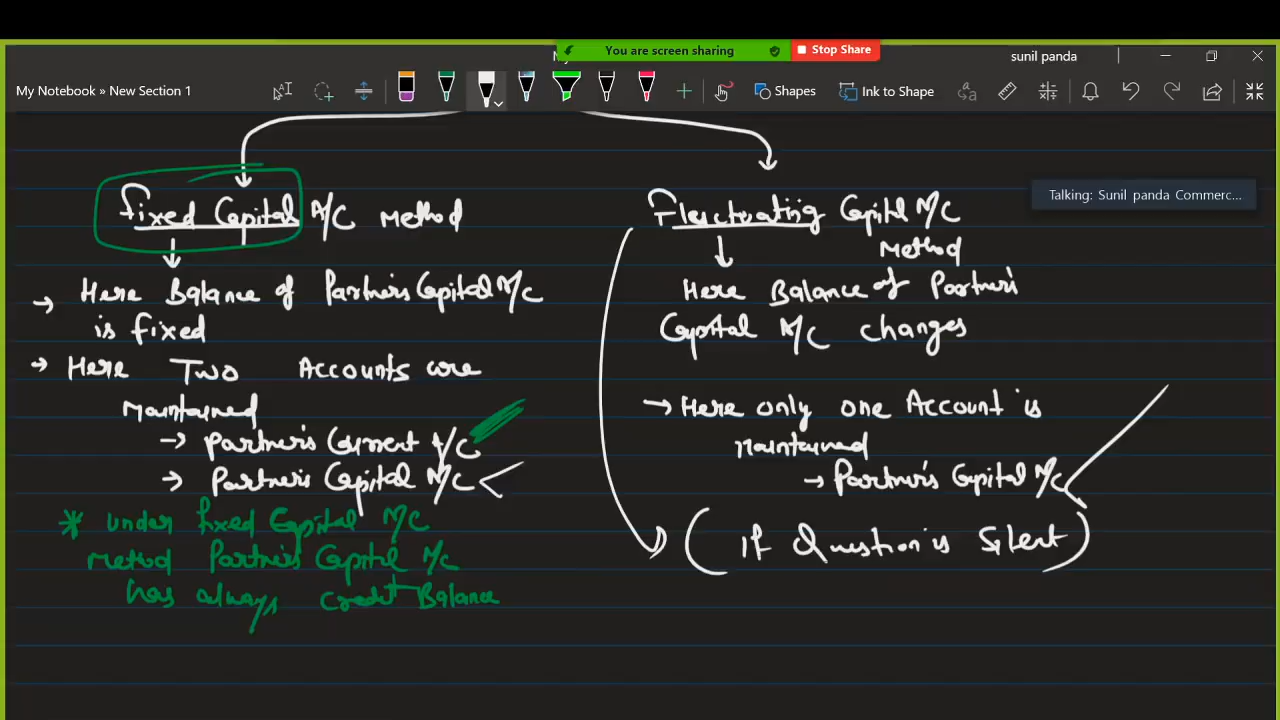 You are screen sharing
Stop Share
sunil panda
My Notebook » New Section 1
Shapes
Ink to Shape
Talking: Sunil panda Commerc...
Fixed Capital A/C Method
Here Balance of Partner's Capital A/C
is fixed
Here Two Accounts are
Maintained
Partner's Current A/C
Partner's Capital A/C
* under fixed Capital A/C
method Partner's Capital A/C
has always credit Balance
Fluctuating Capital A/C
Method
Here Balance of Partner's
Capital A/C changes
Here only one Account is
Maintained
Partner's Capital A/C
( If Question is Silent )